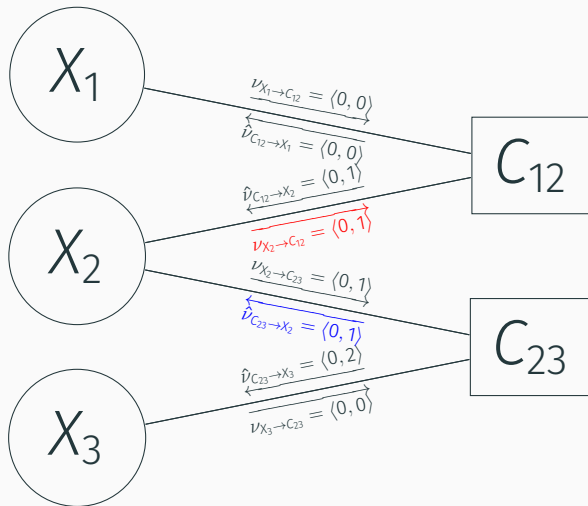 X₁
ν_{X₁→C₁₂} = ⟨0, 0⟩
ν̂_{C₁₂→X₁} = ⟨0, 0⟩
C₁₂
ν̂_{C₁₂→X₂} = ⟨0, 1⟩
ν_{X₂→C₁₂} = ⟨0, 1⟩
X₂
ν_{X₂→C₂₃} = ⟨0, 1⟩
ν̂_{C₂₃→X₂} = ⟨0, 1⟩
C₂₃
ν̂_{C₂₃→X₃} = ⟨0, 2⟩
ν_{X₃→C₂₃} = ⟨0, 0⟩
X₃